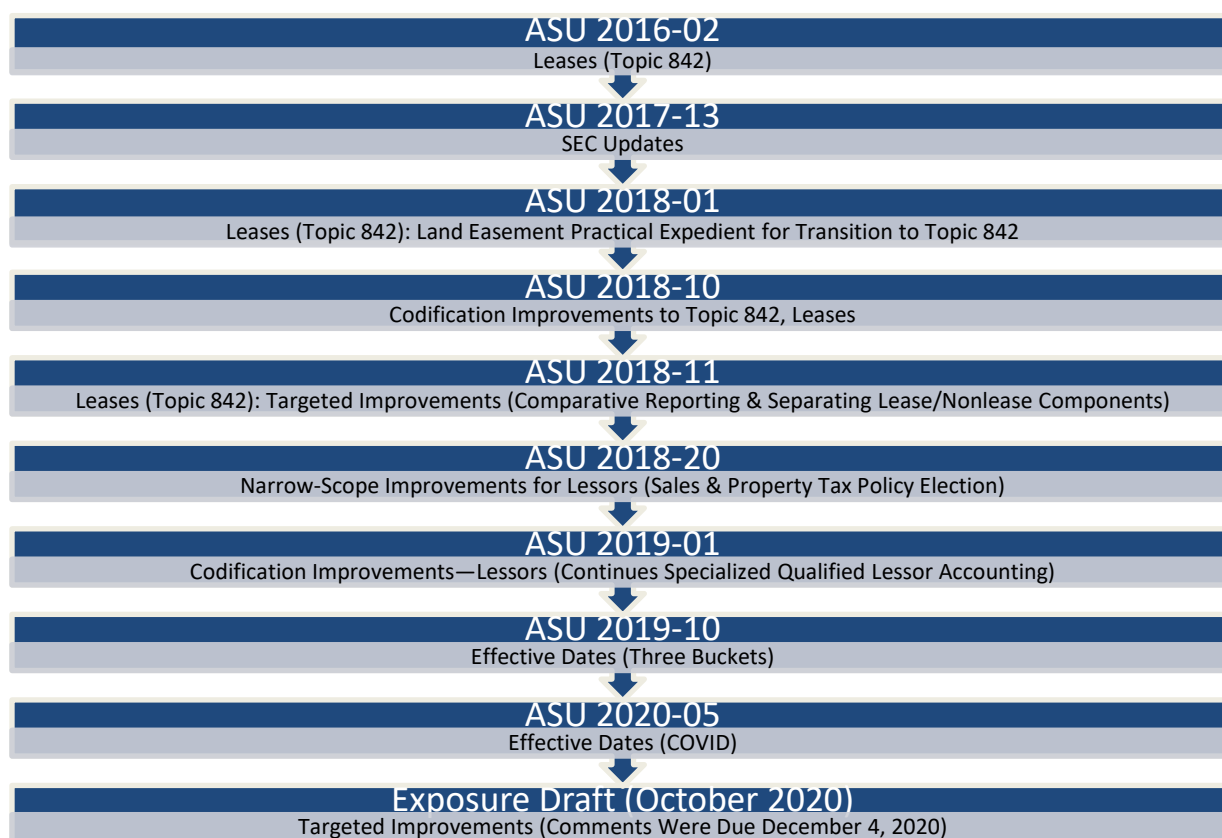 ASU 2016-02
Leases (Topic 842)
ASU 2017-13
SEC Updates
ASU 2018-01
Leases (Topic 842): Land Easement Practical Expedient for Transition to Topic 842
ASU 2018-10
Codification Improvements to Topic 842, Leases
ASU 2018-11
Leases (Topic 842): Targeted Improvements (Comparative Reporting & Separating Lease/Nonlease Components)
ASU 2018-20
Narrow-Scope Improvements for Lessors (Sales & Property Tax Policy Election)
ASU 2019-01
Codification Improvements—Lessors (Continues Specialized Qualified Lessor Accounting)
ASU 2019-10
Effective Dates (Three Buckets)
ASU 2020-05
Effective Dates (COVID)
Exposure Draft (October 2020)
Targeted Improvements (Comments Were Due December 4, 2020)